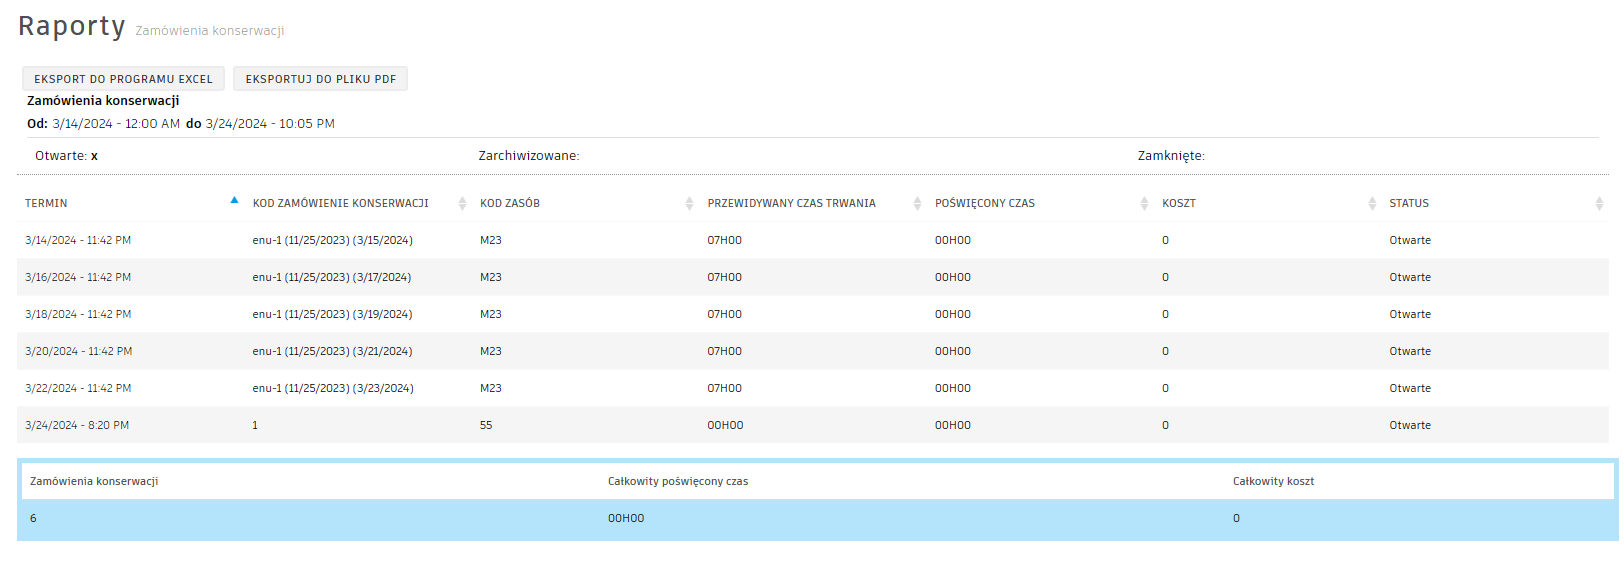 Raporty Zamówienia konserwacji
EKSPORT DO PROGRAMU EXCEL EKSPORTUJ DO PLIKU PDF
Zamówienia konserwacji
Od: 3/14/2024 - 12:00 AM do 3/24/2024 - 10:05 PM
Otwarte: x Zarchiwizowane: Zamknięte:
TERMIN KOD ZAMÓWIENIE KONSERWACJI KOD ZASÓB PRZEWIDYWANY CZAS TRWANIA POŚWIĘCONY CZAS KOSZT STATUS
3/14/2024 - 11:42 PM enu-1 (11/25/2023) (3/15/2024) M23 07H00 00H00 0 Otwarte
3/16/2024 - 11:42 PM enu-1 (11/25/2023) (3/17/2024) M23 07H00 00H00 0 Otwarte
3/18/2024 - 11:42 PM enu-1 (11/25/2023) (3/19/2024) M23 07H00 00H00 0 Otwarte
3/20/2024 - 11:42 PM enu-1 (11/25/2023) (3/21/2024) M23 07H00 00H00 0 Otwarte
3/22/2024 - 11:42 PM enu-1 (11/25/2023) (3/23/2024) M23 07H00 00H00 0 Otwarte
3/24/2024 - 8:20 PM 1 55 00H00 00H00 0 Otwarte
Zamówienia konserwacji Całkowity poświęcony czas Całkowity koszt
6 00H00 0